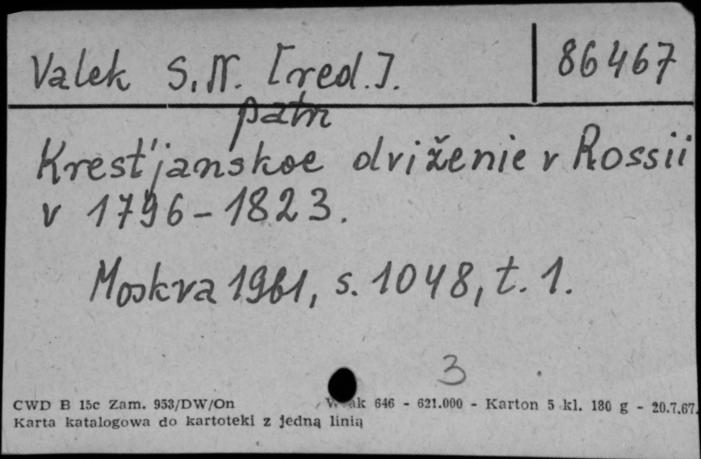 Valek S.N. [red.].
86467
patn
Krest'janskoe dviženie v Rossii
v 1796-1823.
Moskva 1961, s. 1048, t. 1.
3
CWD B 15c Zam. 953/DW/On
ak 646 - 621.000 - Karton 5 kl. 180 g - 20.7.67.
Karta katalogowa do kartoteki z jedną linią